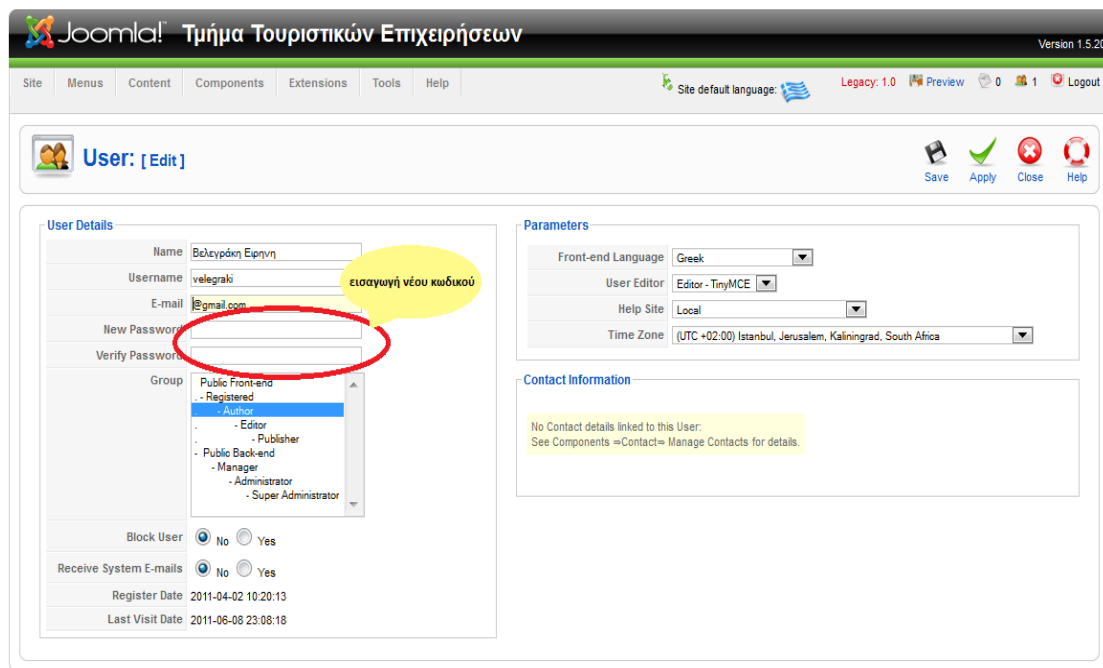 Joomla! Τμήμα Τουριστικών Επιχειρήσεων
Version 1.5.20
Site Menus Content Components Extensions Tools Help Site default language: Legacy: 1.0 Preview 0 1 Logout
User: [ Edit ]
Save Apply Close Help
User Details
Name Βελεγράκη Ειρηνη
Username velegraki
E-mail @gmail.com
New Password
Verify Password
εισαγωγή νέου κωδικού
Group
Public Front-end
. - Registered
. - Author
. - Editor
. - Publisher
- Public Back-end
- Manager
- Administrator
- Super Administrator
Block User No Yes
Receive System E-mails No Yes
Register Date 2011-04-02 10:20:13
Last Visit Date 2011-06-08 23:08:18
Parameters
Front-end Language Greek
User Editor Editor - TinyMCE
Help Site Local
Time Zone (UTC +02:00) Istanbul, Jerusalem, Kaliningrad, South Africa
Contact Information
No Contact details linked to this User:
See Components ⇒Contact⇒ Manage Contacts for details.